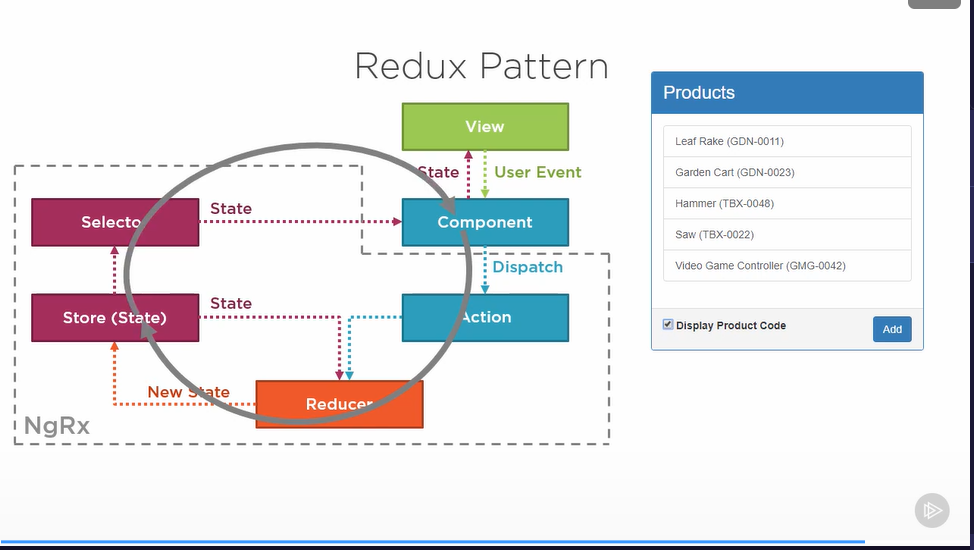 Redux Pattern
View
State
User Event
Selecto
State
Component
Dispatch
Store (State)
State
Action
New State
Reducer
NgRx
Products
Leaf Rake (GDN-0011)
Garden Cart (GDN-0023)
Hammer (TBX-0048)
Saw (TBX-0022)
Video Game Controller (GMG-0042)
Display Product Code
Add